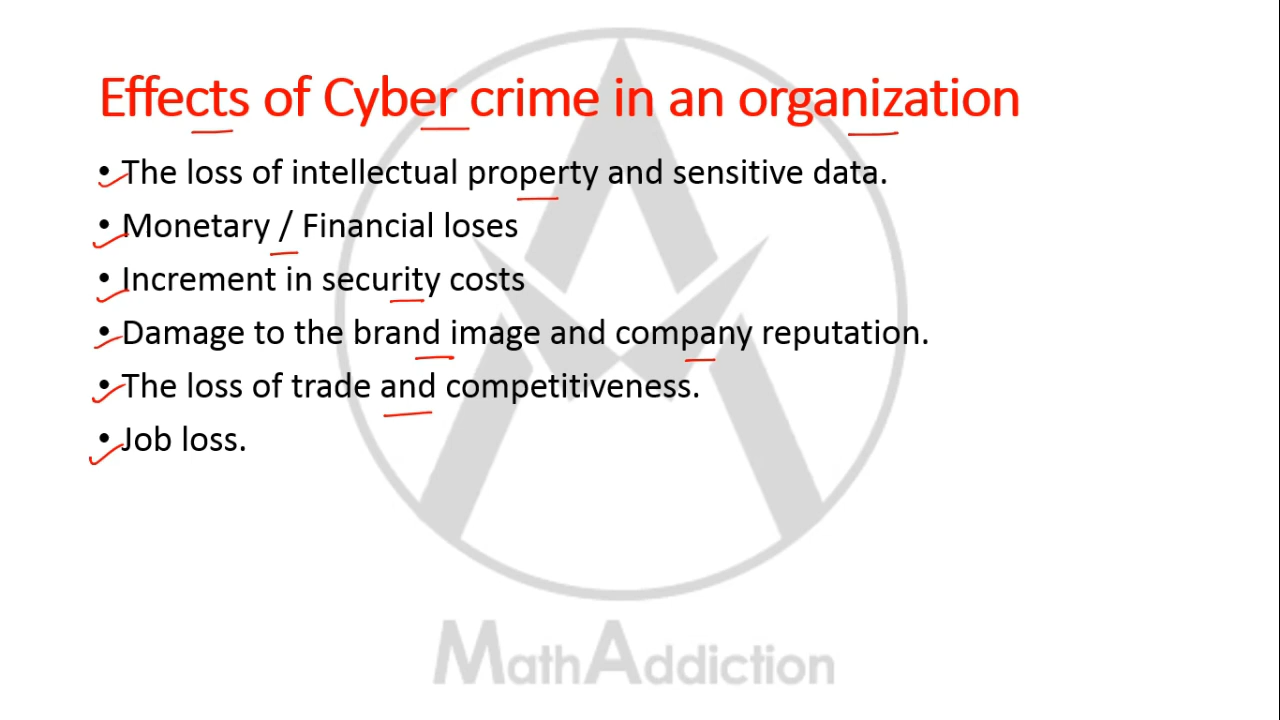 Effects of Cyber crime in an organization
• The loss of intellectual property and sensitive data.
• Monetary / Financial loses
• Increment in security costs
• Damage to the brand image and company reputation.
• The loss of trade and competitiveness.
• Job loss.
MathAddiction